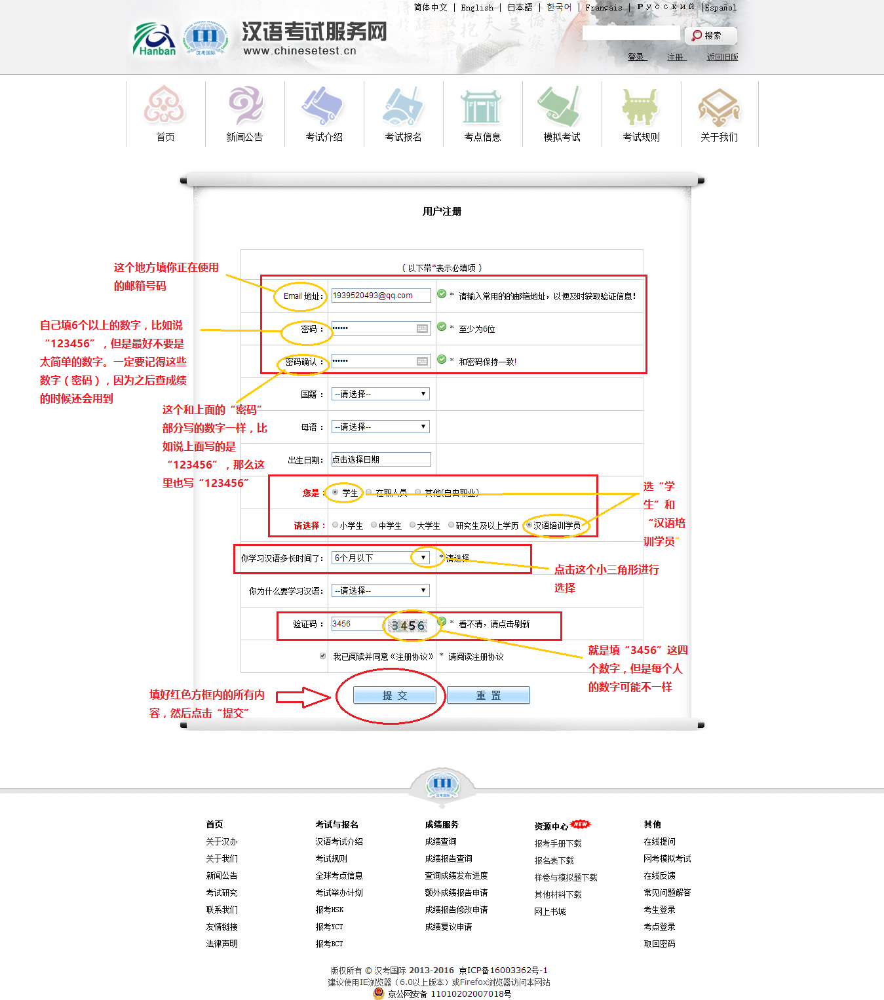 简体中文 | English | 日本語 | 한국어 | Français | Русский |Español
Hanban
汉考国际
汉语考试服务网
www.chinesetest.cn
搜索
登录 注册 返回旧版
首页 新闻公告 考试介绍 考试报名 考点信息 模拟考试 考试规则 关于我们
用户注册
( 以下带*表示必填项 )
这个地方填你正在使用
的邮箱号码
Email 地址: 1939520493@qq.com * 请输入常用的的邮箱地址，以便及时获取验证信息!
自己填6个以上的数字，比如说
“123456”，但是最好不要是
太简单的数字。一定要记得这些
数字（密码），因为之后查成绩
的时候还会用到
密码： •••••• * 至少为6位
密码确认： •••••• * 和密码保持一致!
这个和上面的“密码”
部分写的数字一样，比
如说上面写的是
“123456”，那么这
里也写“123456”
国籍： --请选择--
母语： --请选择--
出生日期: 点击选择日期
您是： 学生 在职人员 其他(自由职业)
请选择： 小学生 中学生 大学生 研究生及以上学历 汉语培训学员
选“学
生”和
“汉语培
训学员”
你学习汉语多长时间了: 6个月以下 * 请选择
点击这个小三角形进行
选择
你为什么要学习汉语: --请选择--
验证码： 3456 3456 * 看不清，请点击刷新
就是填“3456”这四
个数字，但是每个人
的数字可能不一样
我已阅读并同意《注册协议》 * 请阅读注册协议
填好红色方框内的所有内
容，然后点击“提交”
提 交 重 置
汉考国际
首页
关于汉办
关于我们
新闻公告
考试研究
联系我们
友情链接
法律声明
考试与报名
汉语考试介绍
考试规则
全球考点信息
考试举办计划
报考HSK
报考YCT
报考BCT
成绩服务
成绩查询
成绩报告查询
查询成绩发布进度
额外成绩报告申请
成绩报告修改申请
成绩复议申请
资源中心 NEW
报考手册下载
报名表下载
样卷与模拟题下载
其他材料下载
网上书城
其他
在线提问
网考模拟考试
在线反馈
常见问题解答
考生登录
考点登录
取回密码
版权所有 © 汉考国际 2013-2016 京ICP备16003362号-1
建议使用IE浏览器（6.0以上版本）或Firefox浏览器访问本网站
京公网安备 11010202007018号